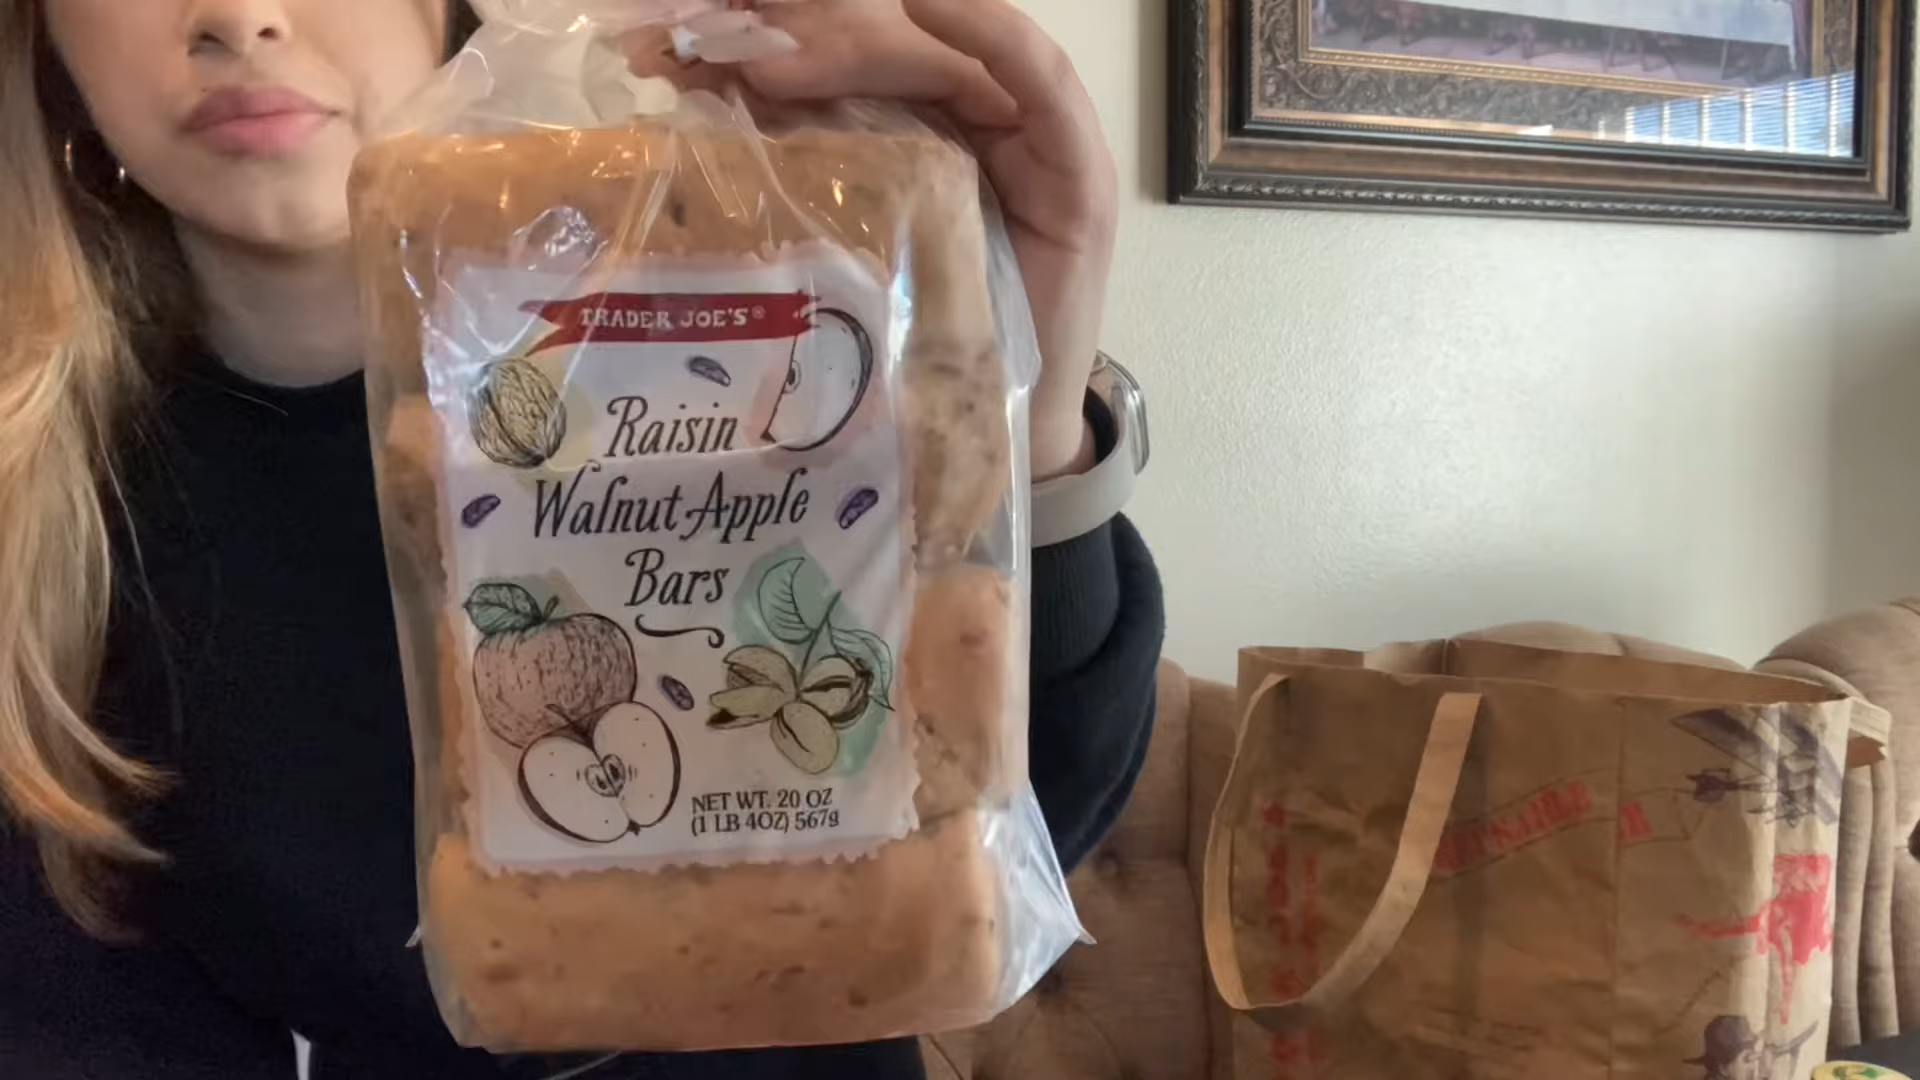 TRADER JOE'S®
Raisin
Walnut Apple
Bars
NET WT. 20 OZ
(1 LB 4OZ) 567g